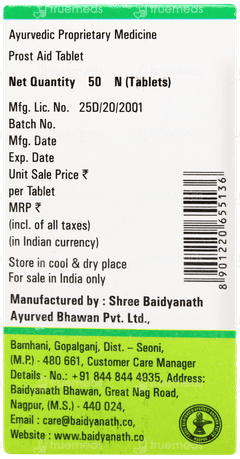 Ayurvedic Proprietary Medicine
Prost Aid Tablet
Net Quantity 50 N (Tablets)
Mfg. Lic. No. 25D/20/2001
Batch No.
Mfg. Date
Exp. Date
Unit Sale Price ₹
per Tablet
MRP ₹
(incl. of all taxes)
(in Indian currency)
Store in cool & dry place
For sale in India only
8901220655136
Manufactured by : Shree Baidyanath
Ayurved Bhawan Pvt. Ltd.,
Bamhani, Gopalganj, Dist. – Seoni,
(M.P.) - 480 661, Customer Care Manager
Details - No.: +91 844 844 4935, Address:
Baidyanath Bhawan, Great Nag Road,
Nagpur, (M.S.) - 440 024,
Email : care@baidyanath.co,
Website : www.baidyanath.co